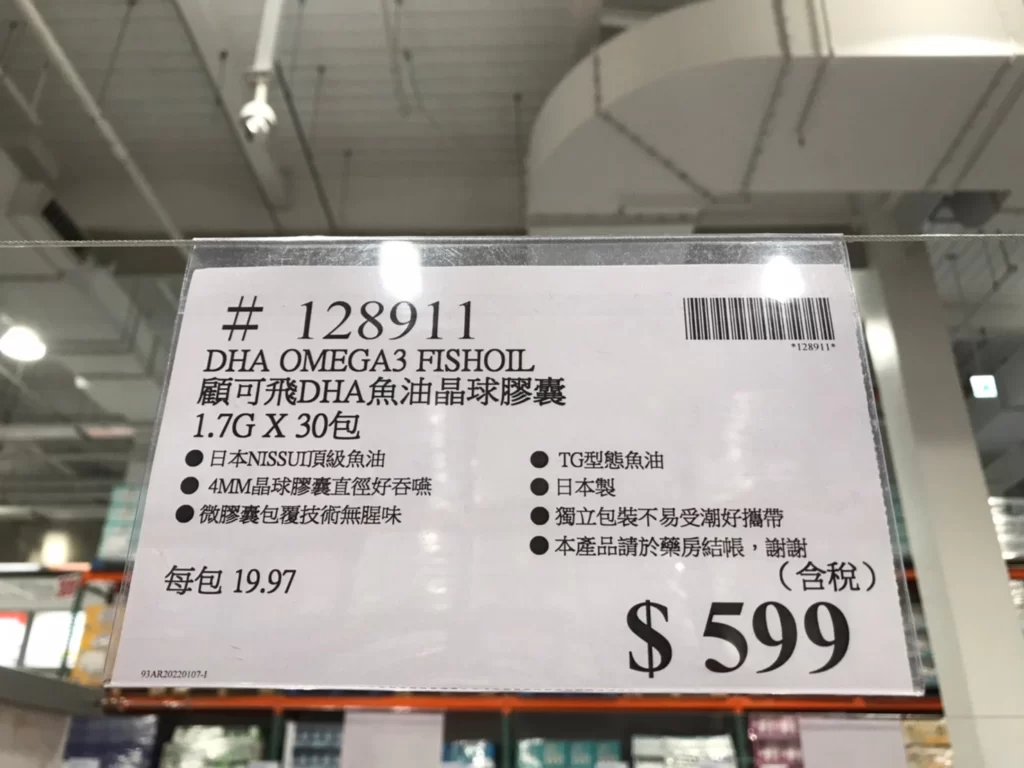 # 128911
*128911*
DHA OMEGA3 FISHOIL
顧可飛DHA魚油晶球膠囊
1.7G X 30包
●日本NISSUI頂級魚油
●4MM晶球膠囊直徑好吞嚥
●微膠囊包覆技術無腥味
●TG型態魚油
●日本製
●獨立包裝不易受潮好攜帶
●本產品請於藥房結帳，謝謝
每包 19.97
（含稅）
$ 599
93AR20220107-1